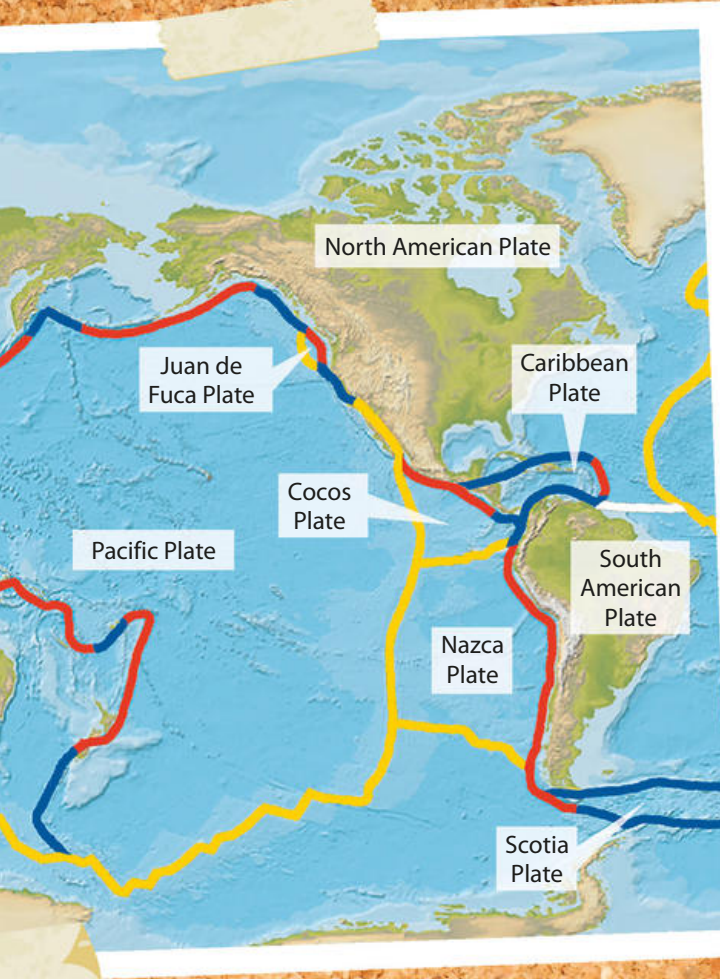 North American Plate
Juan de
Fuca Plate
Caribbean
Plate
Cocos
Plate
Pacific Plate
South
American
Plate
Nazca
Plate
Scotia
Plate